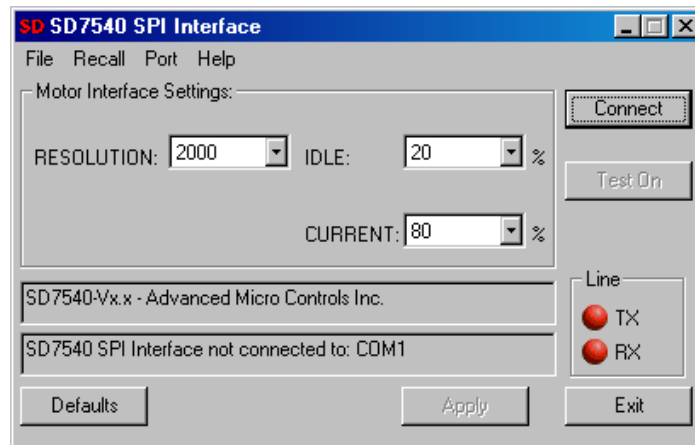 SD SD7540 SPI Interface
File Recall Port Help
Motor Interface Settings:
RESOLUTION: 2000 IDLE: 20 %
CURRENT: 80 %
Connect
Test On
SD7540-Vx.x - Advanced Micro Controls Inc.
SD7540 SPI Interface not connected to: COM1
Line
TX
RX
Defaults Apply Exit